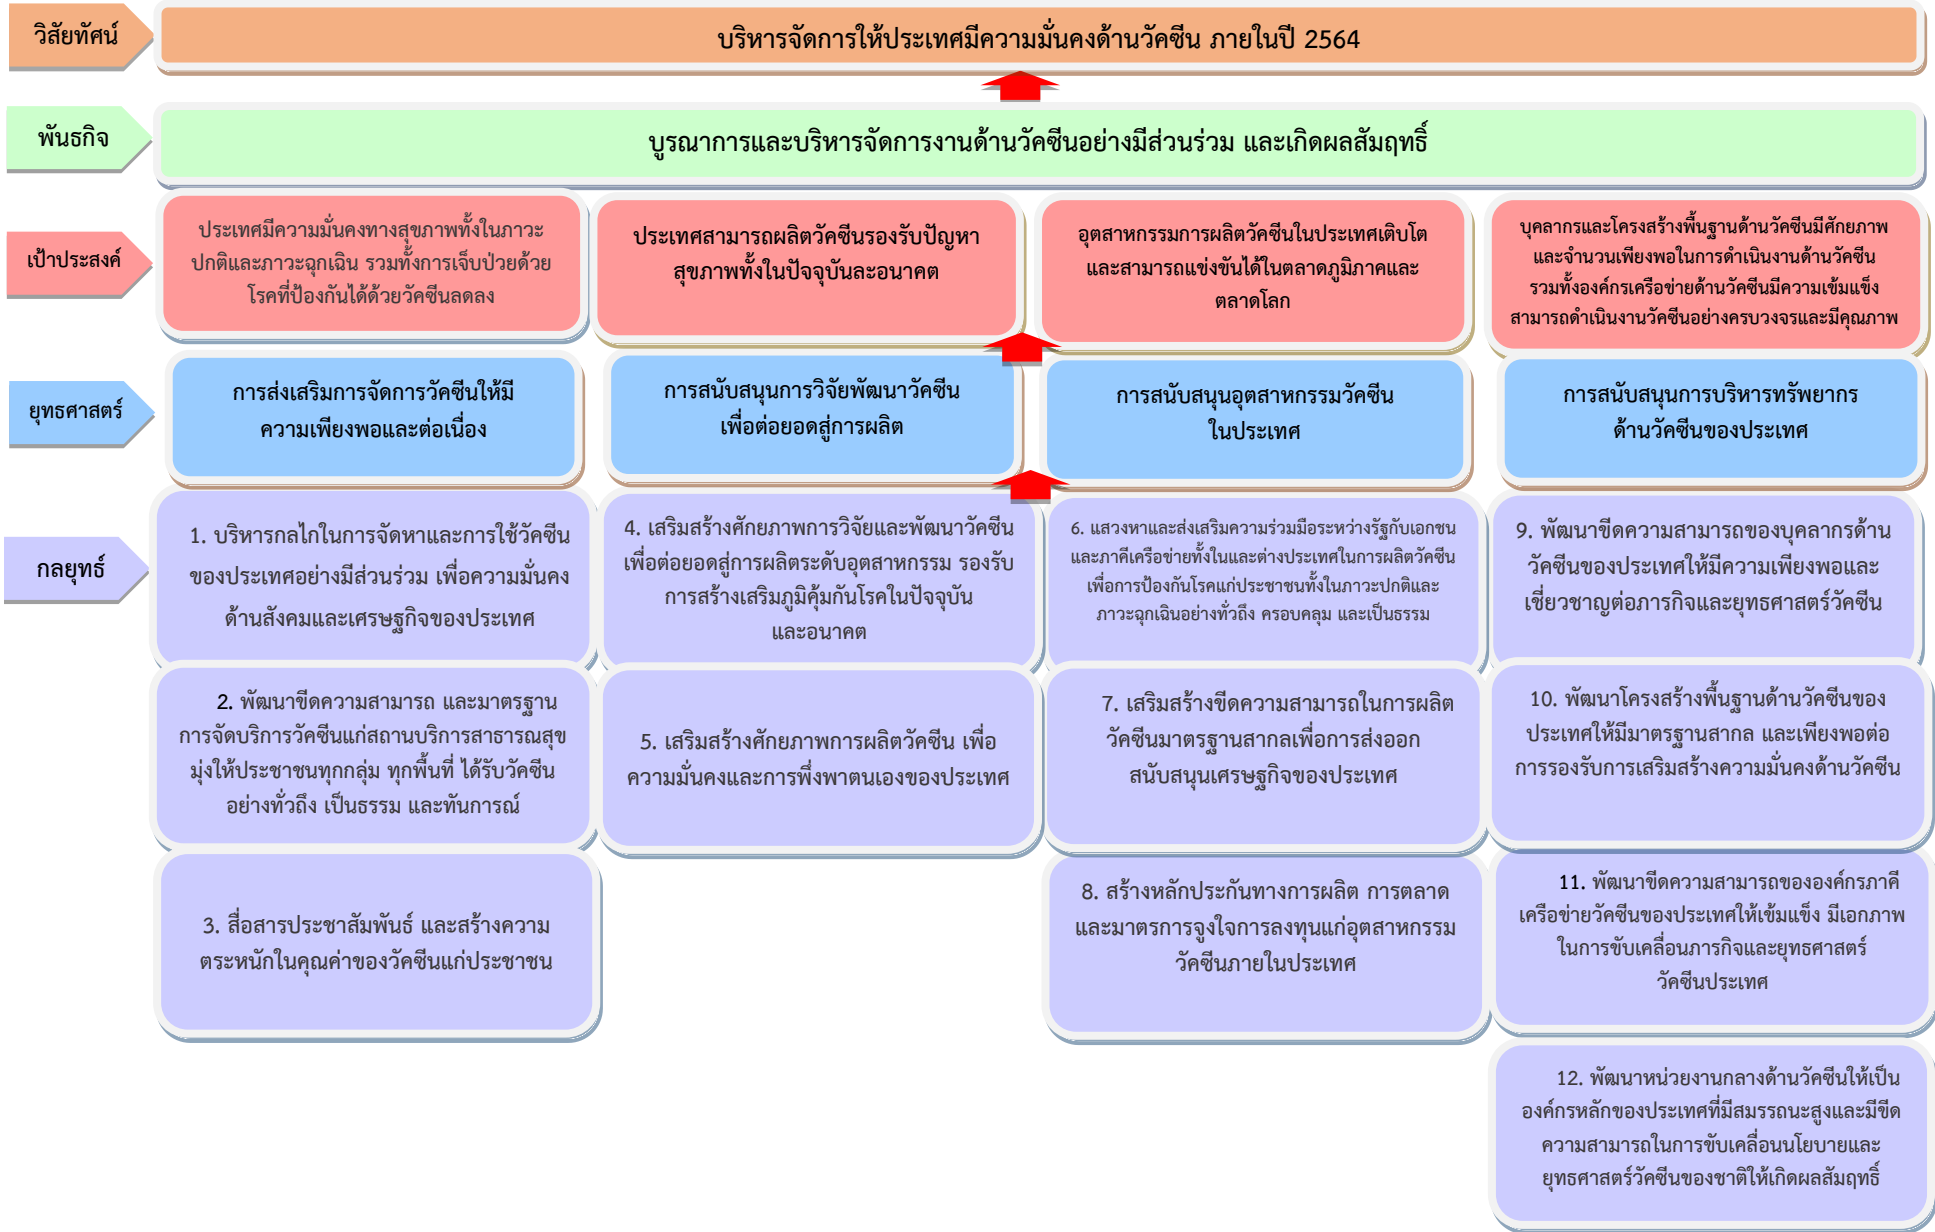 วิสัยทัศน์
บริหารจัดการให้ประเทศมีความมั่นคงด้านวัคซีน ภายในปี 2564
พันธกิจ
บูรณาการและบริหารจัดการงานด้านวัคซีนอย่างมีส่วนร่วม และเกิดผลสัมฤทธิ์
เป้าประสงค์
ประเทศมีความมั่นคงทางสุขภาพทั้งในภาวะ
ปกติและภาวะฉุกเฉิน รวมทั้งการเจ็บป่วยด้วย
โรคที่ป้องกันได้ด้วยวัคซีนลดลง
ประเทศสามารถผลิตวัคซีนรองรับปัญหา
สุขภาพทั้งในปัจจุบันละอนาคต
อุตสาหกรรมการผลิตวัคซีนในประเทศเติบโต
และสามารถแข่งขันได้ในตลาดภูมิภาคและ
ตลาดโลก
บุคลากรและโครงสร้างพื้นฐานด้านวัคซีนมีศักยภาพ
และจำนวนเพียงพอในการดำเนินงานด้านวัคซีน
รวมทั้งองค์กรเครือข่ายด้านวัคซีนมีความเข้มแข็ง
สามารถดำเนินงานวัคซีนอย่างครบวงจรและมีคุณภาพ
ยุทธศาสตร์
การส่งเสริมการจัดการวัคซีนให้มี
ความเพียงพอและต่อเนื่อง
การสนับสนุนการวิจัยพัฒนาวัคซีน
เพื่อต่อยอดสู่การผลิต
การสนับสนุนอุตสาหกรรมวัคซีน
ในประเทศ
การสนับสนุนการบริหารทรัพยากร
ด้านวัคซีนของประเทศ
กลยุทธ์
1. บริหารกลไกในการจัดหาและการใช้วัคซีน
ของประเทศอย่างมีส่วนร่วม เพื่อความมั่นคง
ด้านสังคมและเศรษฐกิจของประเทศ
2. พัฒนาขีดความสามารถ และมาตรฐาน
การจัดบริการวัคซีนแก่สถานบริการสาธารณสุข
มุ่งให้ประชาชนทุกกลุ่ม ทุกพื้นที่ ได้รับวัคซีน
อย่างทั่วถึง เป็นธรรม และทันการณ์
3. สื่อสารประชาสัมพันธ์ และสร้างความ
ตระหนักในคุณค่าของวัคซีนแก่ประชาชน
4. เสริมสร้างศักยภาพการวิจัยและพัฒนาวัคซีน
เพื่อต่อยอดสู่การผลิตระดับอุตสาหกรรม รองรับ
การสร้างเสริมภูมิคุ้มกันโรคในปัจจุบัน
และอนาคต
5. เสริมสร้างศักยภาพการผลิตวัคซีน เพื่อ
ความมั่นคงและการพึ่งพาตนเองของประเทศ
6. แสวงหาและส่งเสริมความร่วมมือระหว่างรัฐกับเอกชน
และภาคีเครือข่ายทั้งในและต่างประเทศในการผลิตวัคซีน
เพื่อการป้องกันโรคแก่ประชาชนทั้งในภาวะปกติและ
ภาวะฉุกเฉินอย่างทั่วถึง ครอบคลุม และเป็นธรรม
7. เสริมสร้างขีดความสามารถในการผลิต
วัคซีนมาตรฐานสากลเพื่อการส่งออก
สนับสนุนเศรษฐกิจของประเทศ
8. สร้างหลักประกันทางการผลิต การตลาด
และมาตรการจูงใจการลงทุนแก่อุตสาหกรรม
วัคซีนภายในประเทศ
9. พัฒนาขีดความสามารถของบุคลากรด้าน
วัคซีนของประเทศให้มีความเพียงพอและ
เชี่ยวชาญต่อภารกิจและยุทธศาสตร์วัคซีน
10. พัฒนาโครงสร้างพื้นฐานด้านวัคซีนของ
ประเทศให้มีมาตรฐานสากล และเพียงพอต่อ
การรองรับการเสริมสร้างความมั่นคงด้านวัคซีน
11. พัฒนาขีดความสามารถขององค์กรภาคี
เครือข่ายวัคซีนของประเทศให้เข้มแข็ง มีเอกภาพ
ในการขับเคลื่อนภารกิจและยุทธศาสตร์
วัคซีนประเทศ
12. พัฒนาหน่วยงานกลางด้านวัคซีนให้เป็น
องค์กรหลักของประเทศที่มีสมรรถนะสูงและมีขีด
ความสามารถในการขับเคลื่อนนโยบายและ
ยุทธศาสตร์วัคซีนของชาติให้เกิดผลสัมฤทธิ์